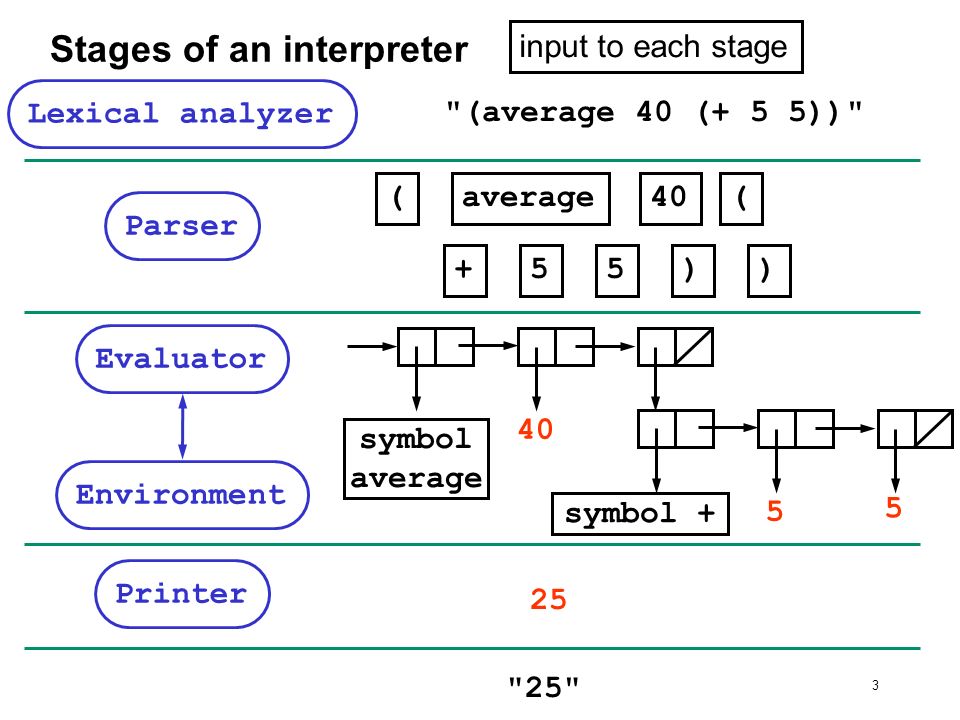 Stages of an interpreter
input to each stage
Lexical analyzer
"(average 40 (+ 5 5))"
Parser
( average 40 (
+ 5 5 ) )
Evaluator
Environment
symbol
average
40
symbol +
5
5
Printer
25
"25"
3